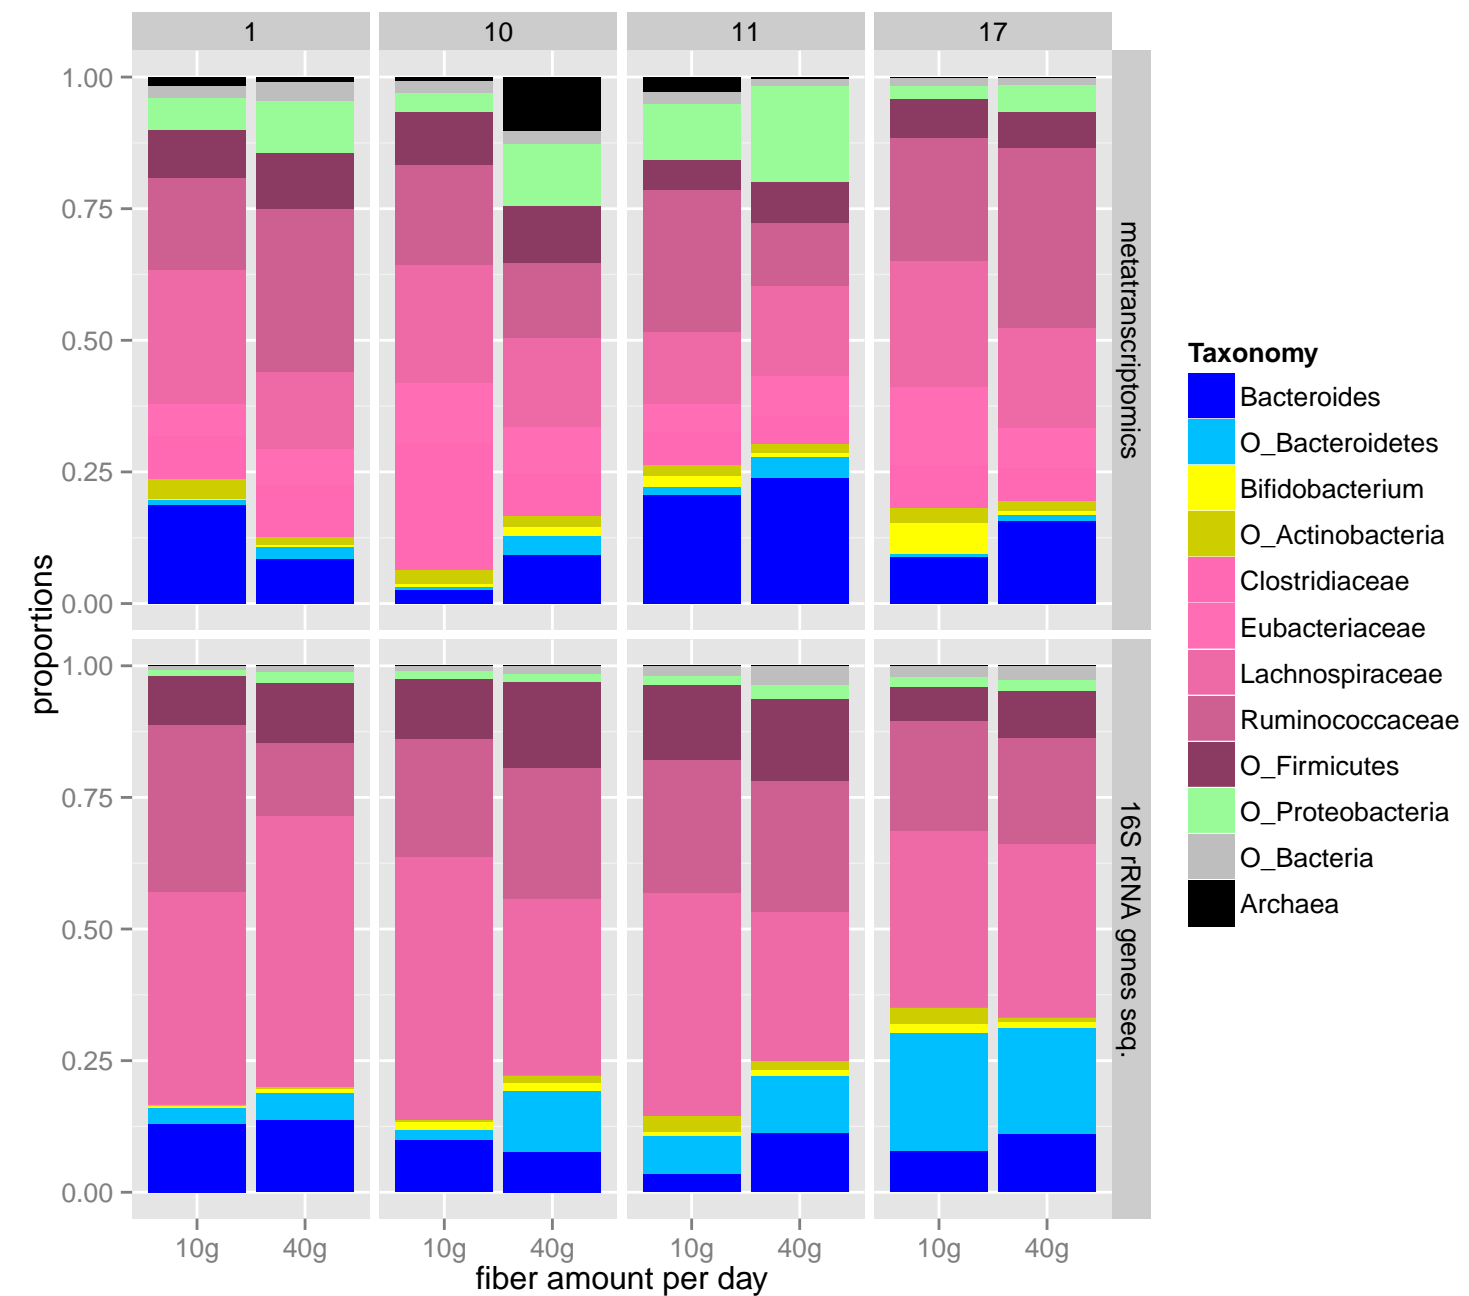 1 10 11 17
1.00
0.75
0.50
0.25
0.00
metatranscriptomics
1.00
0.75
0.50
0.25
0.00
16S rRNA genes seq.
proportions
10g 40g 10g 40g 10g 40g 10g 40g
fiber amount per day
Taxonomy
Bacteroides
O_Bacteroidetes
Bifidobacterium
O_Actinobacteria
Clostridiaceae
Eubacteriaceae
Lachnospiraceae
Ruminococcaceae
O_Firmicutes
O_Proteobacteria
O_Bacteria
Archaea